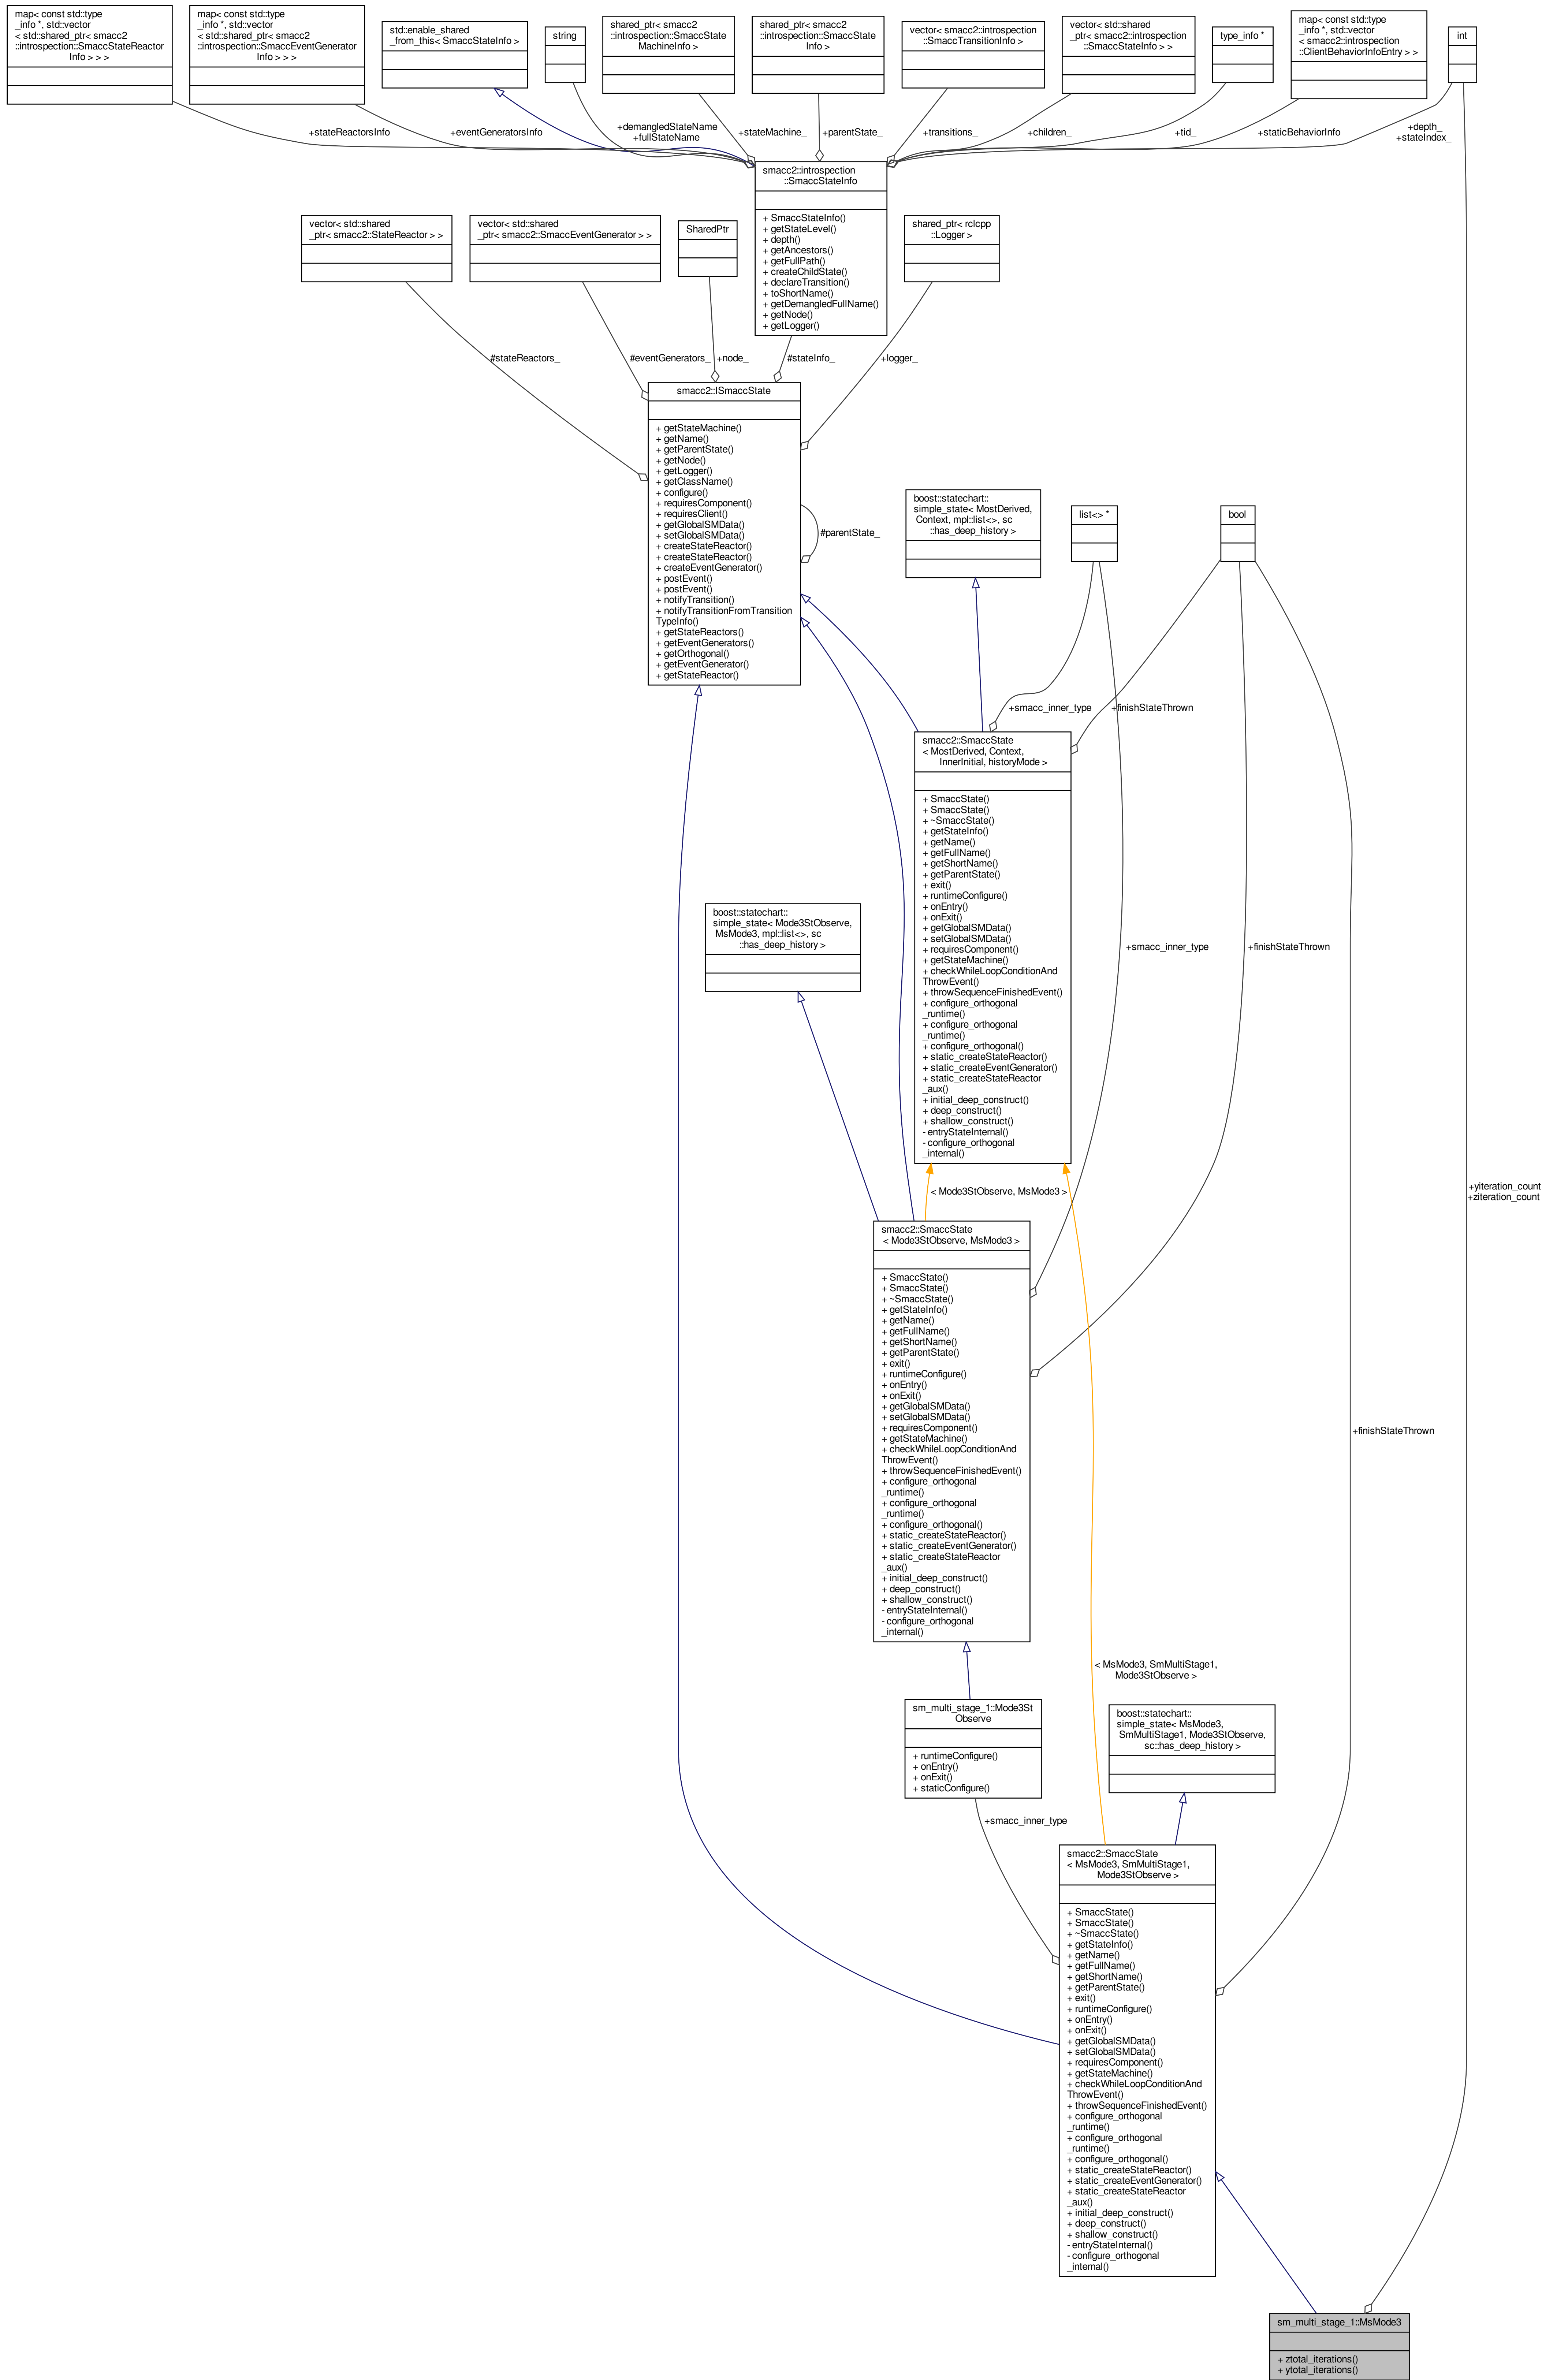 map< const std::type
_info *, std::vector
< std::shared_ptr< smacc2
::introspection::SmaccStateReactor
Info > > >
map< const std::type
_info *, std::vector
< std::shared_ptr< smacc2
::introspection::SmaccEventGenerator
Info > > >
std::enable_shared
_from_this< SmaccStateInfo >
string
shared_ptr< smacc2
::introspection::SmaccState
MachineInfo >
shared_ptr< smacc2
::introspection::SmaccState
Info >
vector< smacc2::introspection
::SmaccTransitionInfo >
vector< std::shared
_ptr< smacc2::introspection
::SmaccStateInfo > >
type_info *
map< const std::type
_info *, std::vector
< smacc2::introspection
::ClientBehaviorInfoEntry > >
int
+stateReactorsInfo
+eventGeneratorsInfo
+demangledStateName
+fullStateName
+stateMachine_
+parentState_
+transitions_
+children_
+tid_
+staticBehaviorInfo
+depth_
+stateIndex_
smacc2::introspection
::SmaccStateInfo
+ SmaccStateInfo()
+ getStateLevel()
+ depth()
+ getAncestors()
+ getFullPath()
+ createChildState()
+ declareTransition()
+ toShortName()
+ getDemangledFullName()
+ getNode()
+ getLogger()
vector< std::shared
_ptr< smacc2::StateReactor > >
vector< std::shared
_ptr< smacc2::SmaccEventGenerator > >
SharedPtr
shared_ptr< rclcpp
::Logger >
#stateReactors_
#eventGenerators_
+node_
#stateInfo_
+logger_
smacc2::ISmaccState
+ getStateMachine()
+ getName()
+ getParentState()
+ getNode()
+ getLogger()
+ getClassName()
+ configure()
+ requiresComponent()
+ requiresClient()
+ getGlobalSMData()
+ setGlobalSMData()
+ createStateReactor()
+ createStateReactor()
+ createEventGenerator()
+ postEvent()
+ postEvent()
+ notifyTransition()
+ notifyTransitionFromTransition
TypeInfo()
+ getStateReactors()
+ getEventGenerators()
+ getOrthogonal()
+ getEventGenerator()
+ getStateReactor()
#parentState_
boost::statechart::
simple_state< MostDerived,
Context, mpl::list<>, sc
::has_deep_history >
list<> *
bool
+smacc_inner_type
+finishStateThrown
smacc2::SmaccState
< MostDerived, Context,
InnerInitial, historyMode >
+ SmaccState()
+ SmaccState()
+ ~SmaccState()
+ getStateInfo()
+ getName()
+ getFullName()
+ getShortName()
+ getParentState()
+ exit()
+ runtimeConfigure()
+ onEntry()
+ onExit()
+ getGlobalSMData()
+ setGlobalSMData()
+ requiresComponent()
+ getStateMachine()
+ checkWhileLoopConditionAnd
ThrowEvent()
+ throwSequenceFinishedEvent()
+ configure_orthogonal
_runtime()
+ configure_orthogonal
_runtime()
+ configure_orthogonal()
+ static_createStateReactor()
+ static_createEventGenerator()
+ static_createStateReactor
_aux()
+ initial_deep_construct()
+ deep_construct()
+ shallow_construct()
- entryStateInternal()
- configure_orthogonal
_internal()
boost::statechart::
simple_state< Mode3StObserve,
MsMode3, mpl::list<>, sc
::has_deep_history >
+smacc_inner_type
+finishStateThrown
< Mode3StObserve, MsMode3 >
+yiteration_count
+ziteration_count
smacc2::SmaccState
< Mode3StObserve, MsMode3 >
+ SmaccState()
+ SmaccState()
+ ~SmaccState()
+ getStateInfo()
+ getName()
+ getFullName()
+ getShortName()
+ getParentState()
+ exit()
+ runtimeConfigure()
+ onEntry()
+ onExit()
+ getGlobalSMData()
+ setGlobalSMData()
+ requiresComponent()
+ getStateMachine()
+ checkWhileLoopConditionAnd
ThrowEvent()
+ throwSequenceFinishedEvent()
+ configure_orthogonal
_runtime()
+ configure_orthogonal
_runtime()
+ configure_orthogonal()
+ static_createStateReactor()
+ static_createEventGenerator()
+ static_createStateReactor
_aux()
+ initial_deep_construct()
+ deep_construct()
+ shallow_construct()
- entryStateInternal()
- configure_orthogonal
_internal()
+finishStateThrown
< MsMode3, SmMultiStage1,
Mode3StObserve >
sm_multi_stage_1::Mode3St
Observe
+ runtimeConfigure()
+ onEntry()
+ onExit()
+ staticConfigure()
boost::statechart::
simple_state< MsMode3,
SmMultiStage1, Mode3StObserve,
sc::has_deep_history >
+smacc_inner_type
smacc2::SmaccState
< MsMode3, SmMultiStage1,
Mode3StObserve >
+ SmaccState()
+ SmaccState()
+ ~SmaccState()
+ getStateInfo()
+ getName()
+ getFullName()
+ getShortName()
+ getParentState()
+ exit()
+ runtimeConfigure()
+ onEntry()
+ onExit()
+ getGlobalSMData()
+ setGlobalSMData()
+ requiresComponent()
+ getStateMachine()
+ checkWhileLoopConditionAnd
ThrowEvent()
+ throwSequenceFinishedEvent()
+ configure_orthogonal
_runtime()
+ configure_orthogonal
_runtime()
+ configure_orthogonal()
+ static_createStateReactor()
+ static_createEventGenerator()
+ static_createStateReactor
_aux()
+ initial_deep_construct()
+ deep_construct()
+ shallow_construct()
- entryStateInternal()
- configure_orthogonal
_internal()
sm_multi_stage_1::MsMode3
+ ztotal_iterations()
+ ytotal_iterations()